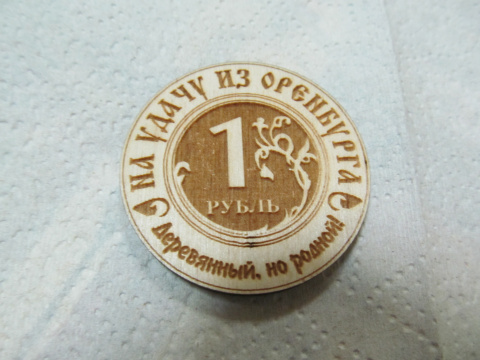 НА УДАЧУ ИЗ ОРЕНБУРГА
1
РУБЛЬ
Деревянный, но родной!